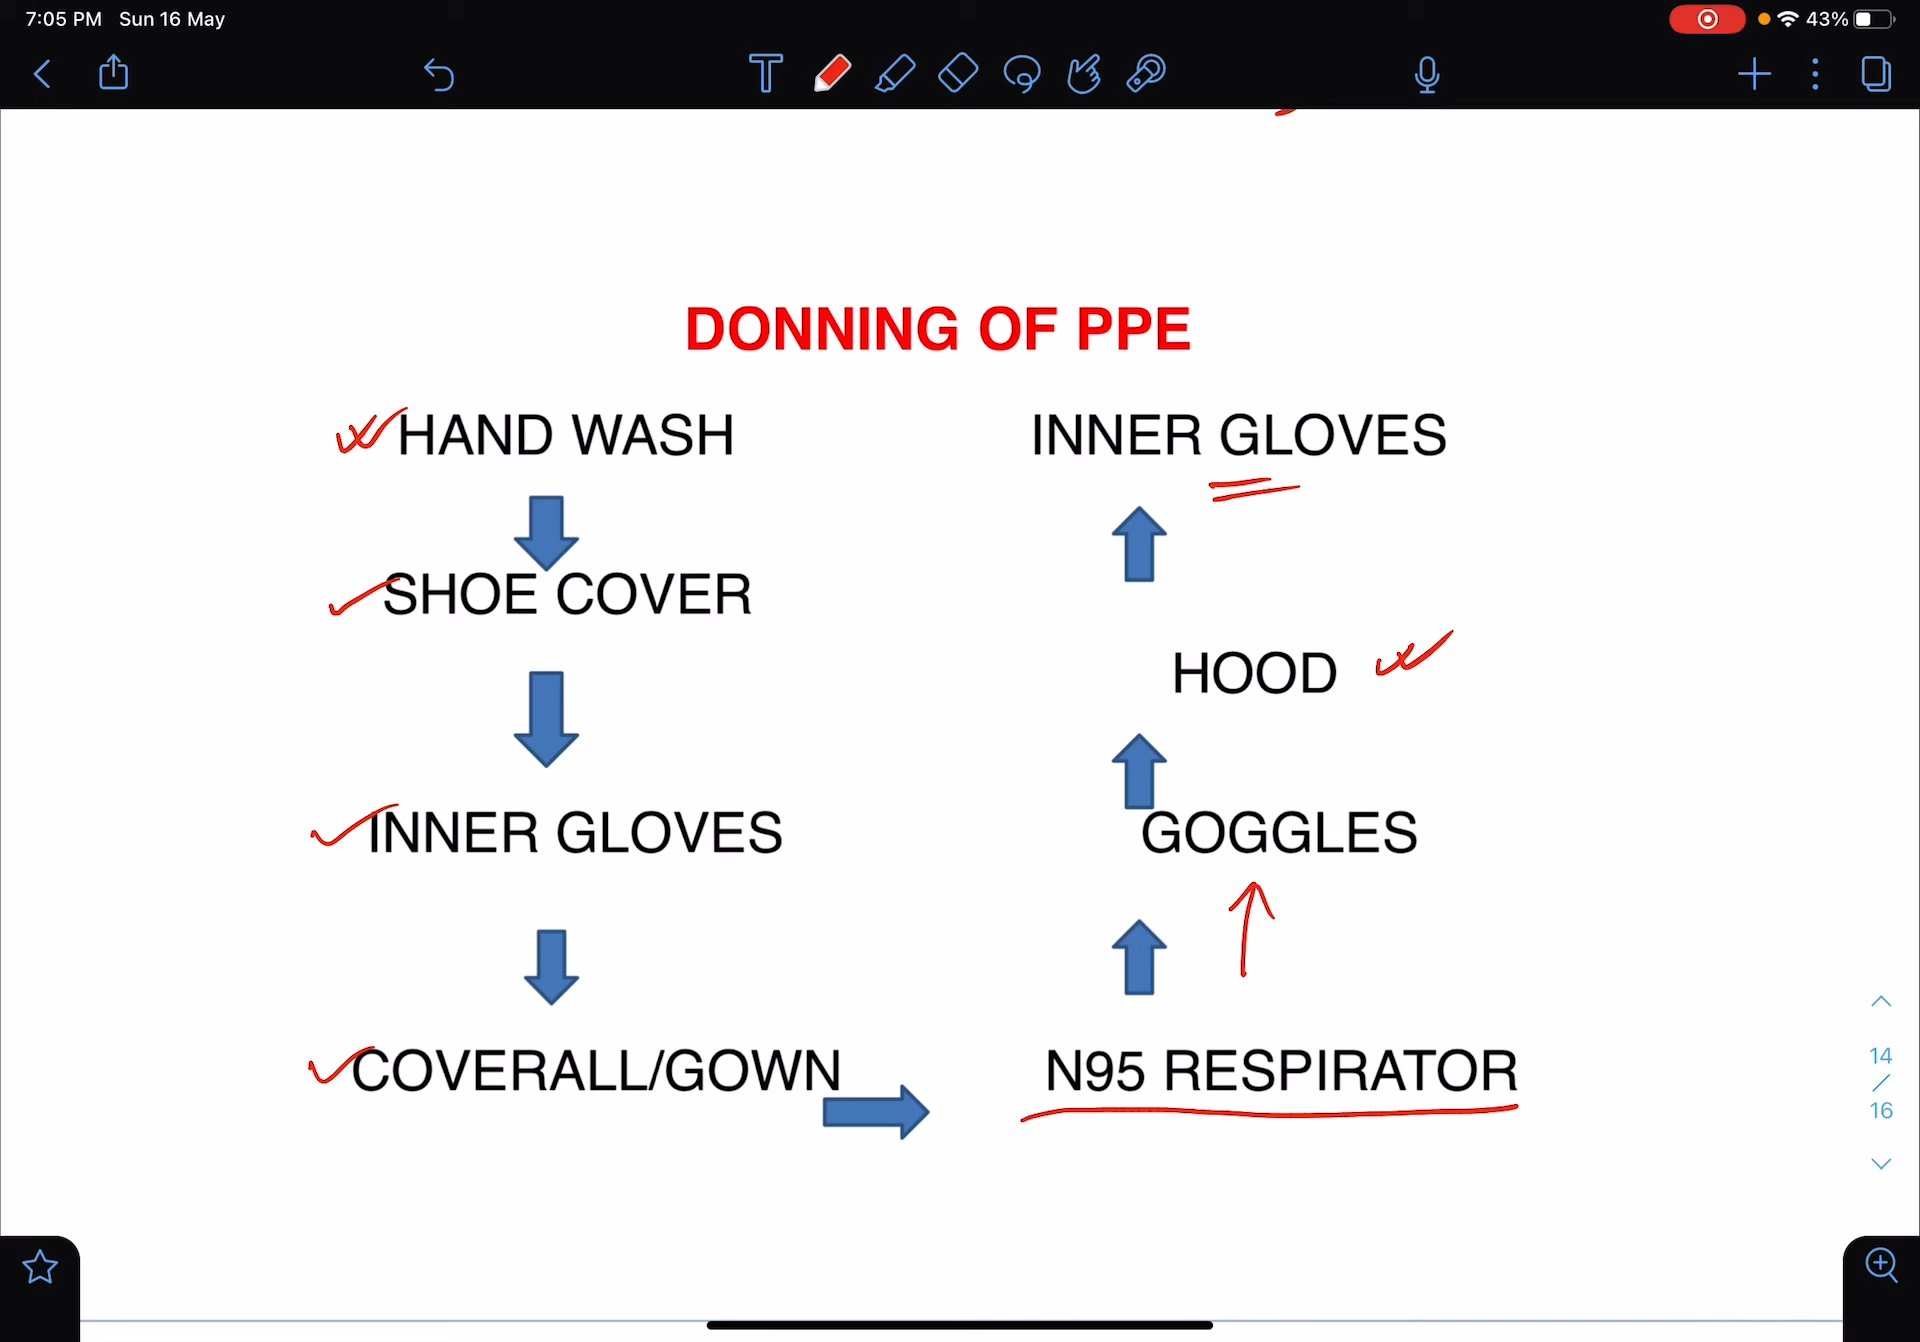 7:05 PM Sun 16 May
43%
DONNING OF PPE
HAND WASH
SHOE COVER
INNER GLOVES
COVERALL/GOWN
INNER GLOVES
HOOD
GOGGLES
N95 RESPIRATOR
14
/
16